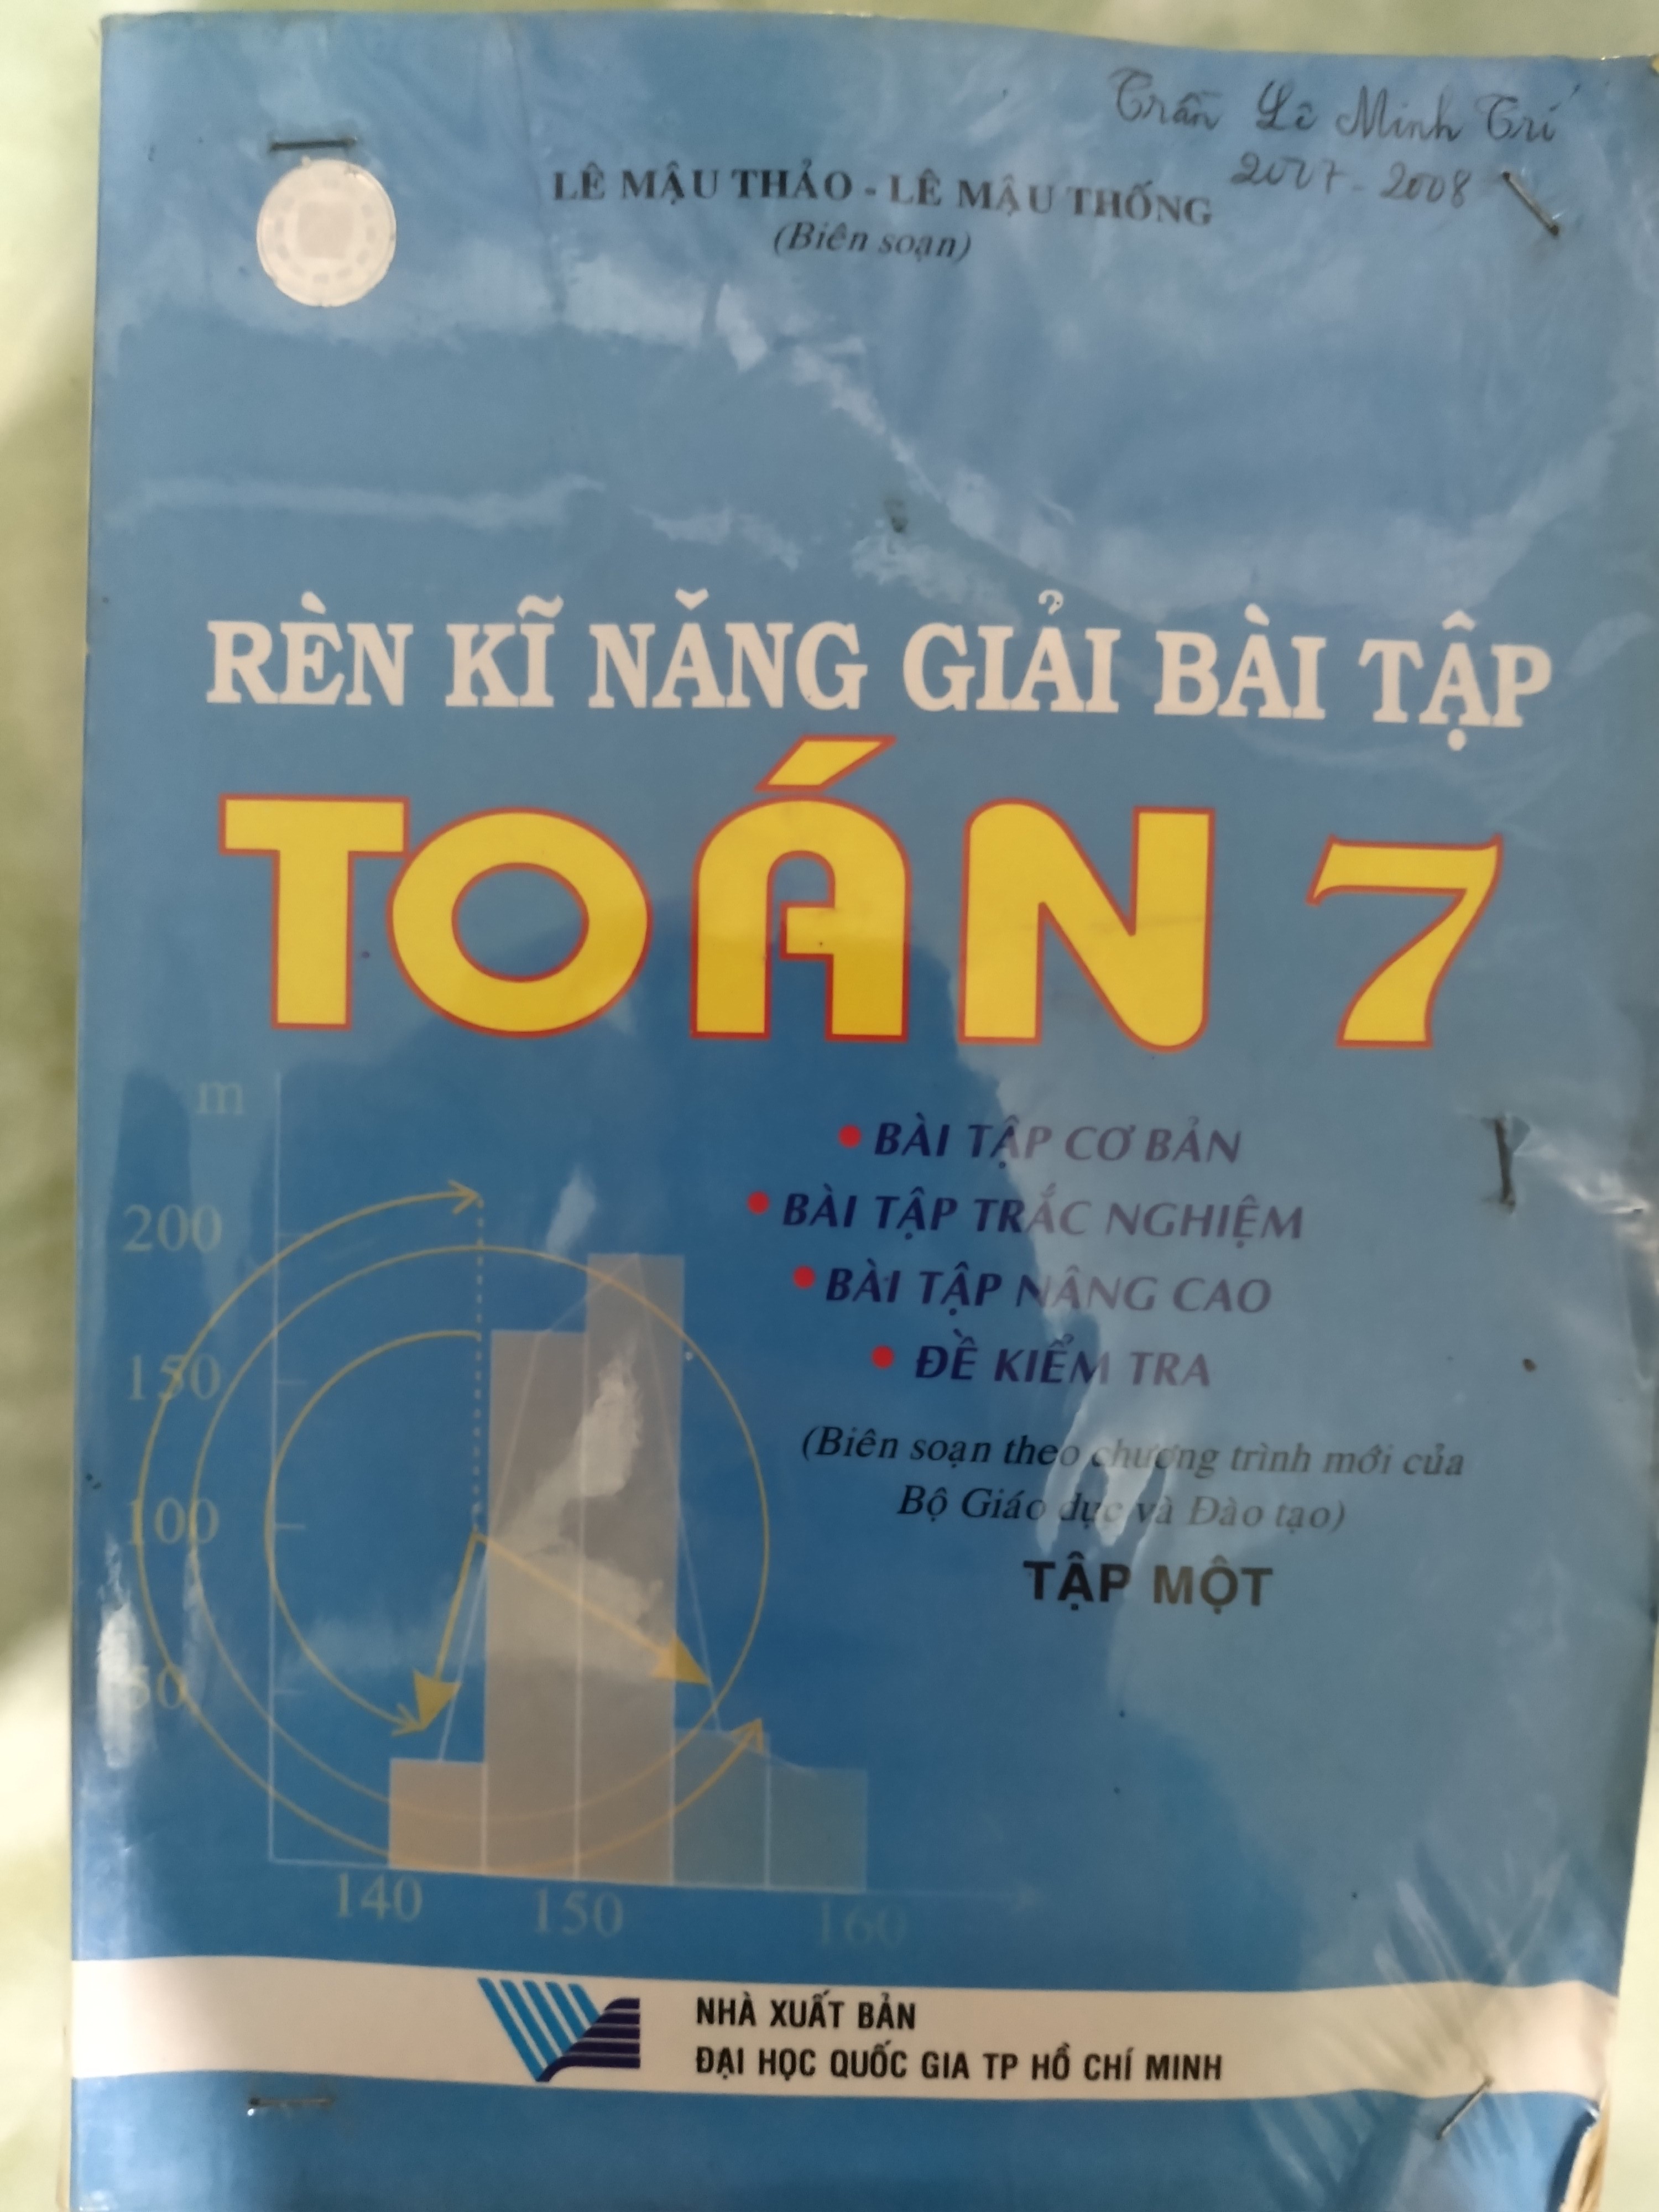 Trần Lê Minh Trí
2007-2008
LÊ MẬU THẢO - LÊ MẬU THỐNG
(Biên soạn)
RÈN KĨ NĂNG GIẢI BÀI TẬP
TOÁN 7
• BÀI TẬP CƠ BẢN
• BÀI TẬP TRẮC NGHIỆM
• BÀI TẬP NÂNG CAO
• ĐỀ KIỂM TRA
(Biên soạn theo chương trình mới của
Bộ Giáo dục và Đào tạo)
TẬP MỘT
m
200
150
100
50
140 150 160
NHÀ XUẤT BẢN
ĐẠI HỌC QUỐC GIA TP HỒ CHÍ MINH